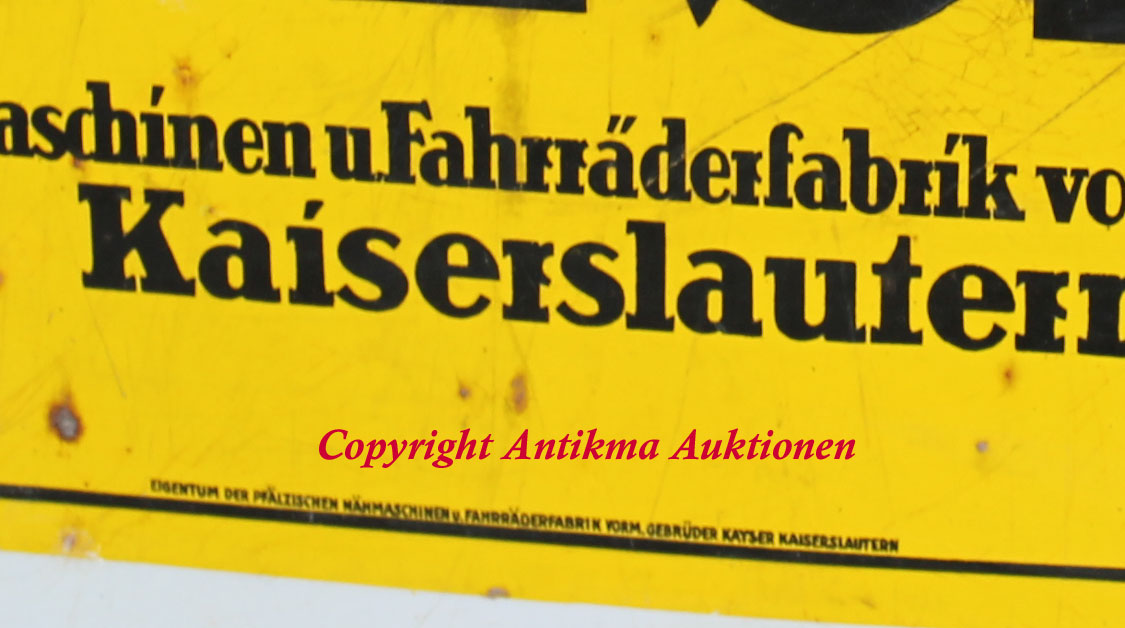 aschinen u.Fahrräderfabrik vo
Kaiserslautern
Copyright Antikma Auktionen
EIGENTUM DER PFÄLZISCHEN NÄHMASCHINEN u. FAHRRÄDERFABRIK VORM. GEBRÜDER KAYSER KAISERSLAUTERN